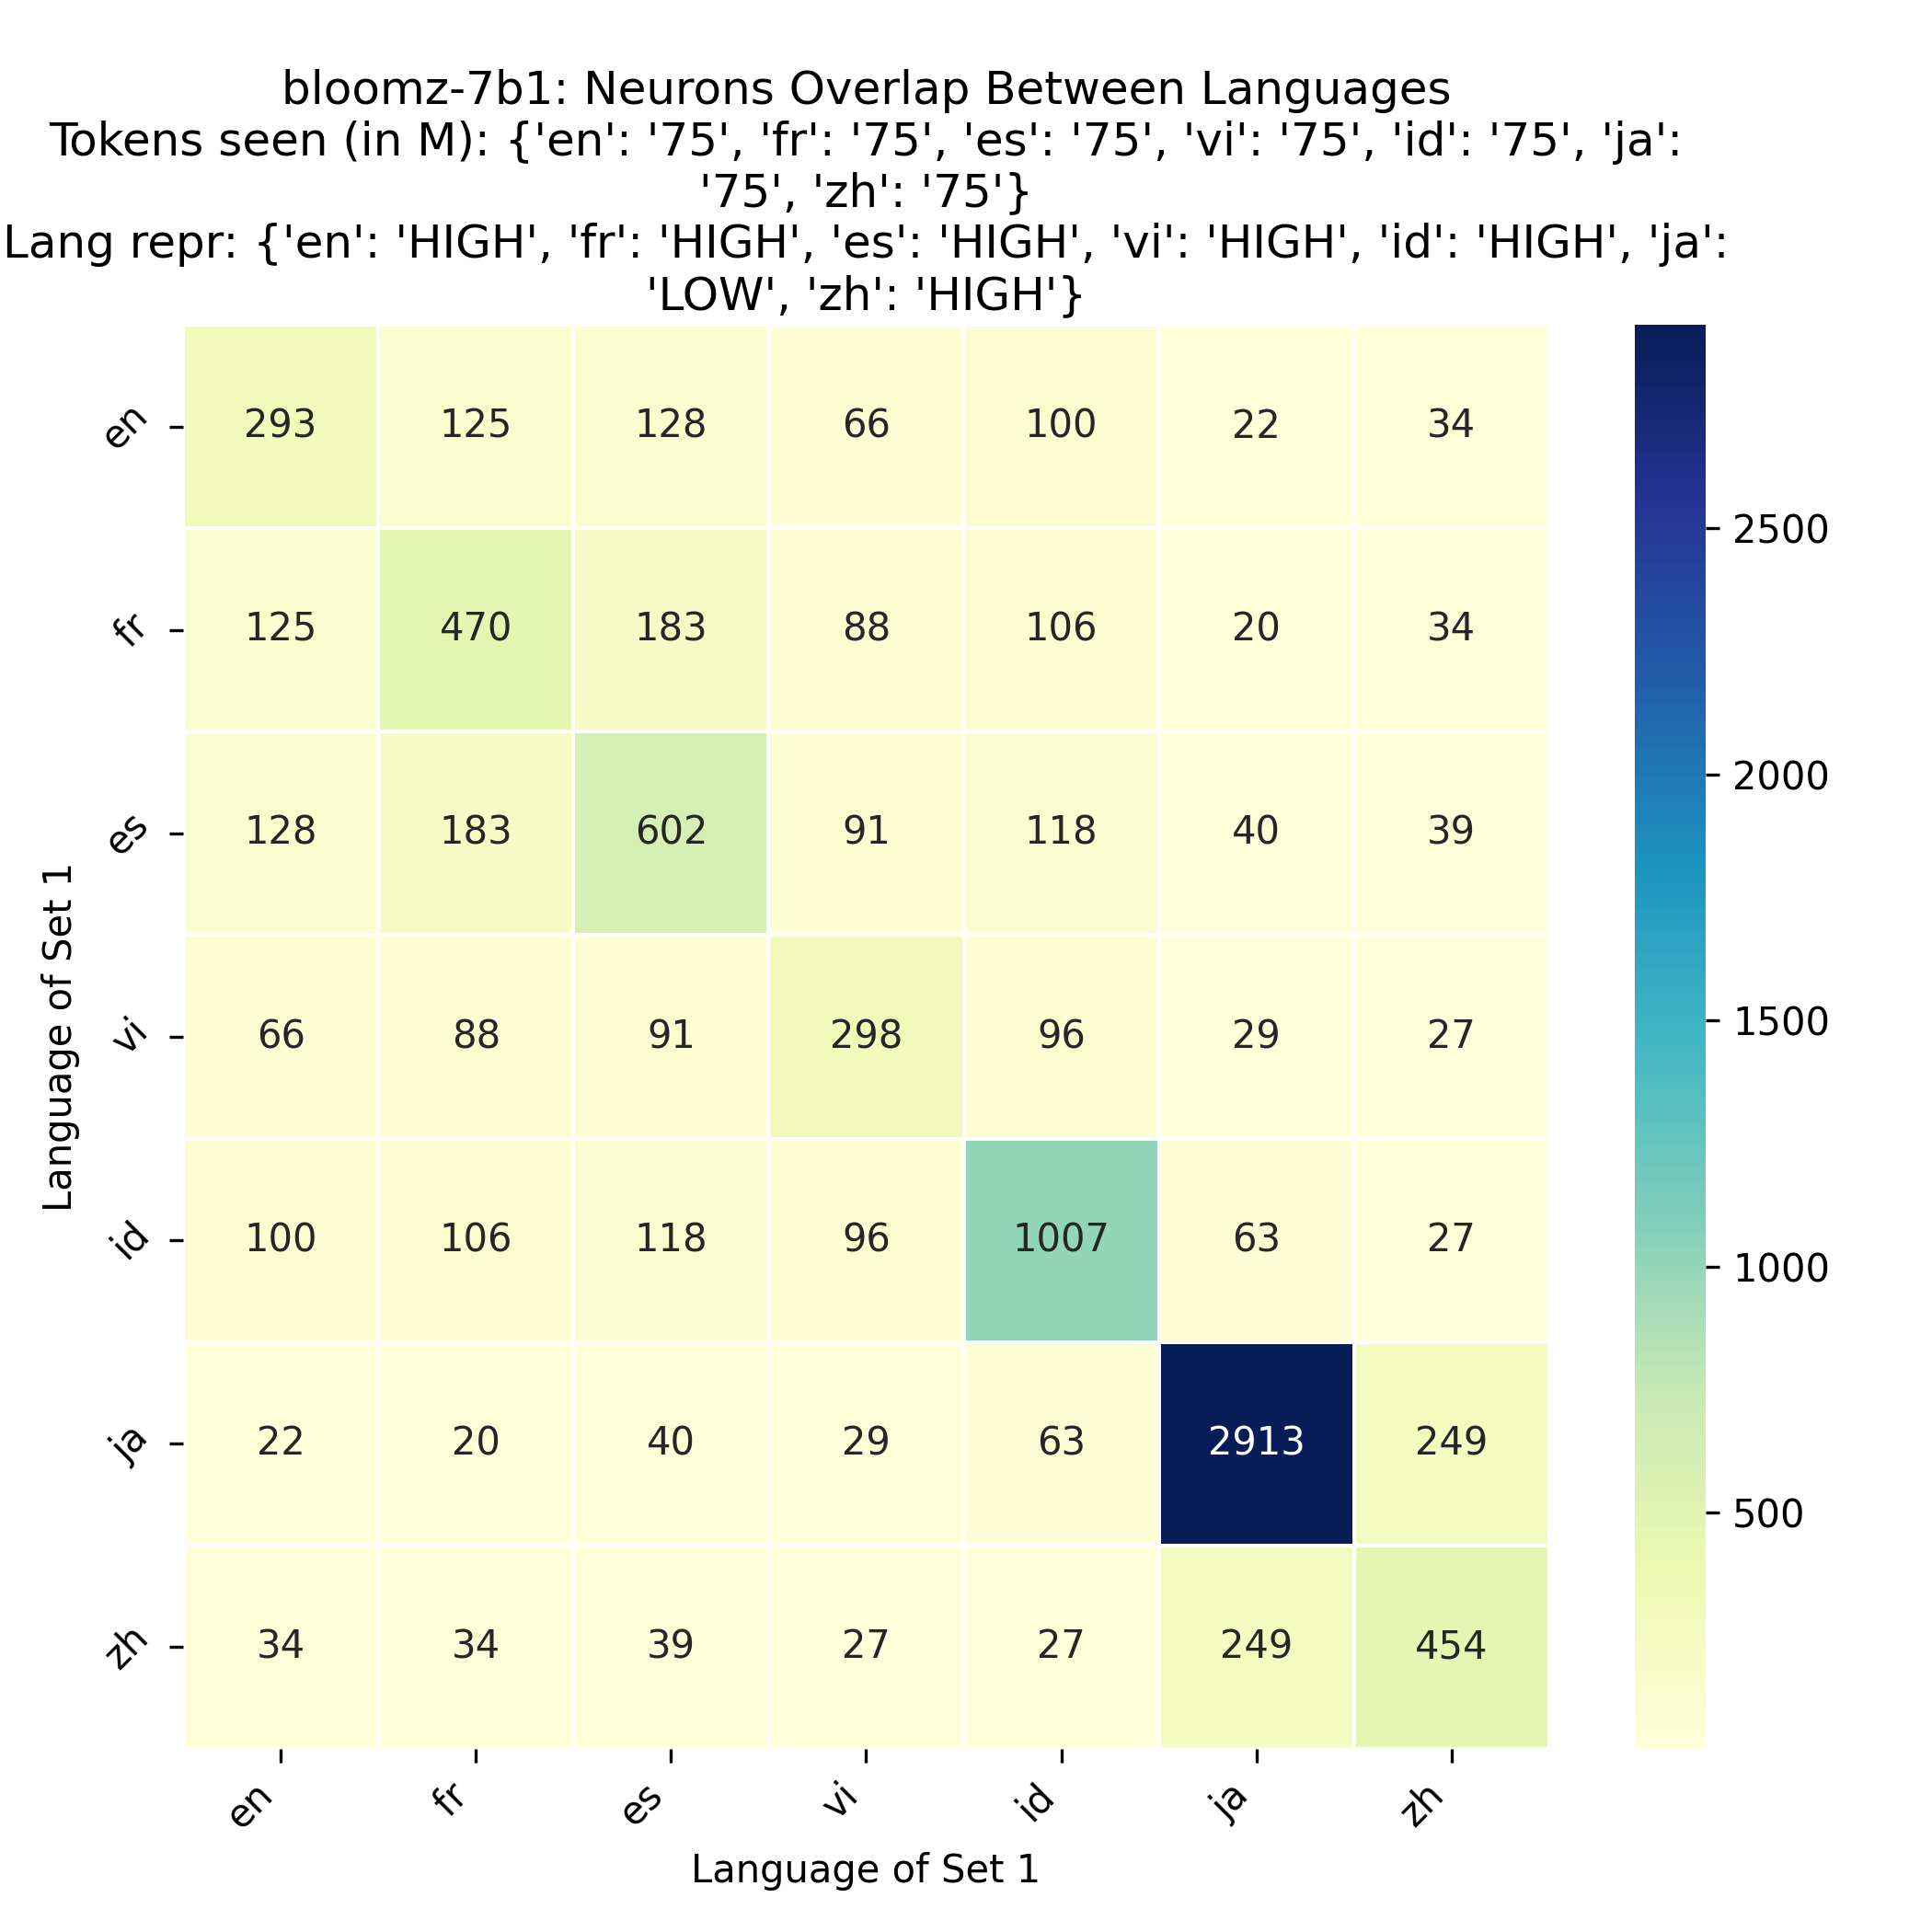 bloomz-7b1: Neurons Overlap Between Languages
Tokens seen (in M): {'en': '75', 'fr': '75', 'es': '75', 'vi': '75', 'id': '75', 'ja':
'75', 'zh': '75'}
Lang repr: {'en': 'HIGH', 'fr': 'HIGH', 'es': 'HIGH', 'vi': 'HIGH', 'id': 'HIGH', 'ja':
'LOW', 'zh': 'HIGH'}
en 293 125 128 66 100 22 34
fr 125 470 183 88 106 20 34
es 128 183 602 91 118 40 39
vi 66 88 91 298 96 29 27
id 100 106 118 96 1007 63 27
ja 22 20 40 29 63 2913 249
zh 34 34 39 27 27 249 454
en fr es vi id ja zh
Language of Set 1
Language of Set 1
2500
2000
1500
1000
500